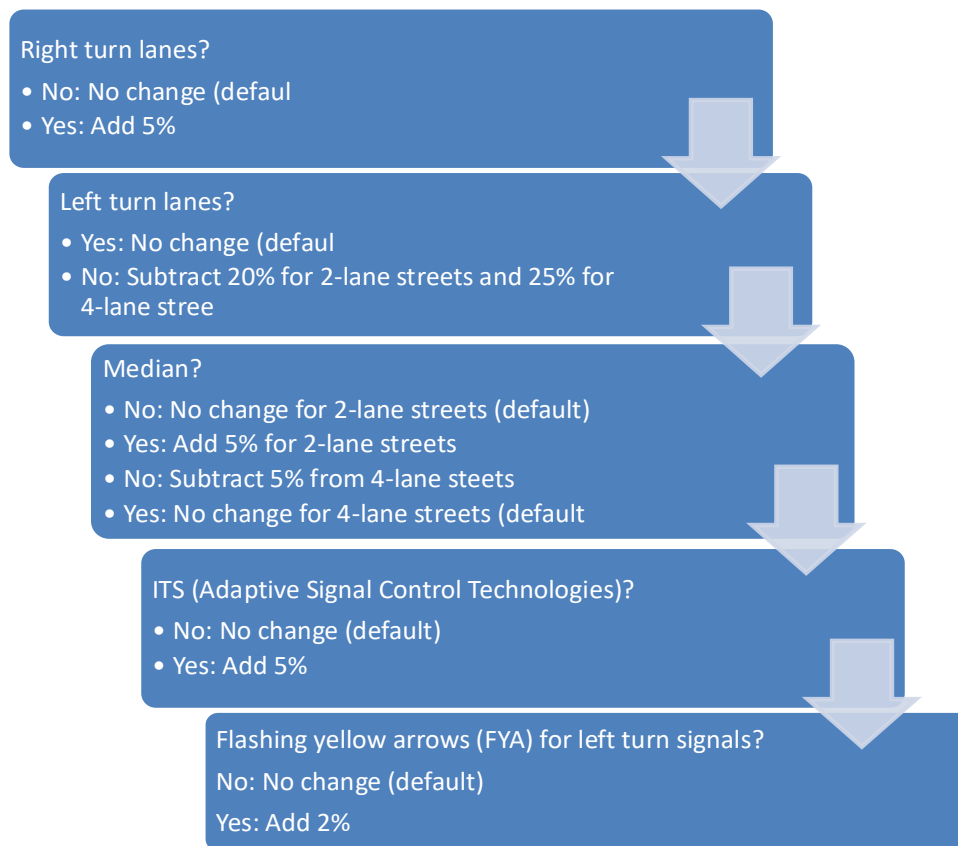 Right turn lanes?
• No: No change (defaul
• Yes: Add 5%
Left turn lanes?
• Yes: No change (defaul
• No: Subtract 20% for 2-lane streets and 25% for
4-lane stree
Median?
• No: No change for 2-lane streets (default)
• Yes: Add 5% for 2-lane streets
• No: Subtract 5% from 4-lane steets
• Yes: No change for 4-lane streets (default
ITS (Adaptive Signal Control Technologies)?
• No: No change (default)
• Yes: Add 5%
Flashing yellow arrows (FYA) for left turn signals?
No: No change (default)
Yes: Add 2%